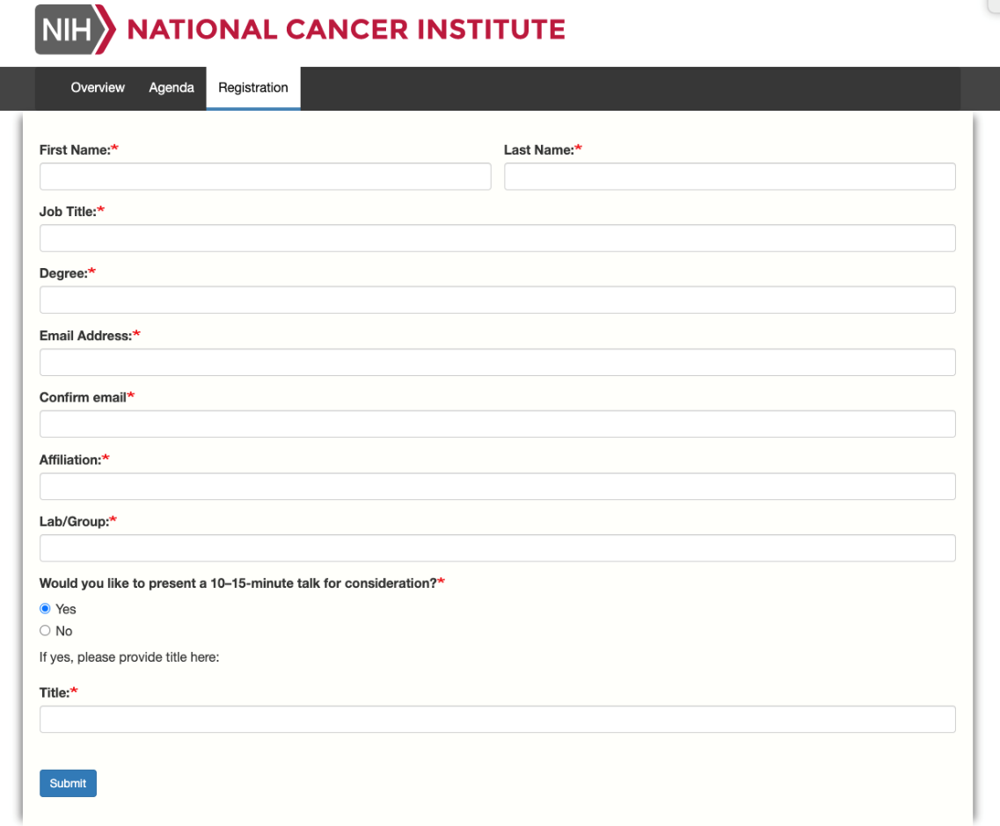 NIH NATIONAL CANCER INSTITUTE
Overview Agenda Registration
First Name:* Last Name:*
Job Title:*
Degree:*
Email Address:*
Confirm email*
Affiliation:*
Lab/Group:*
Would you like to present a 10–15-minute talk for consideration?*
Yes
No
If yes, please provide title here:
Title:*
Submit